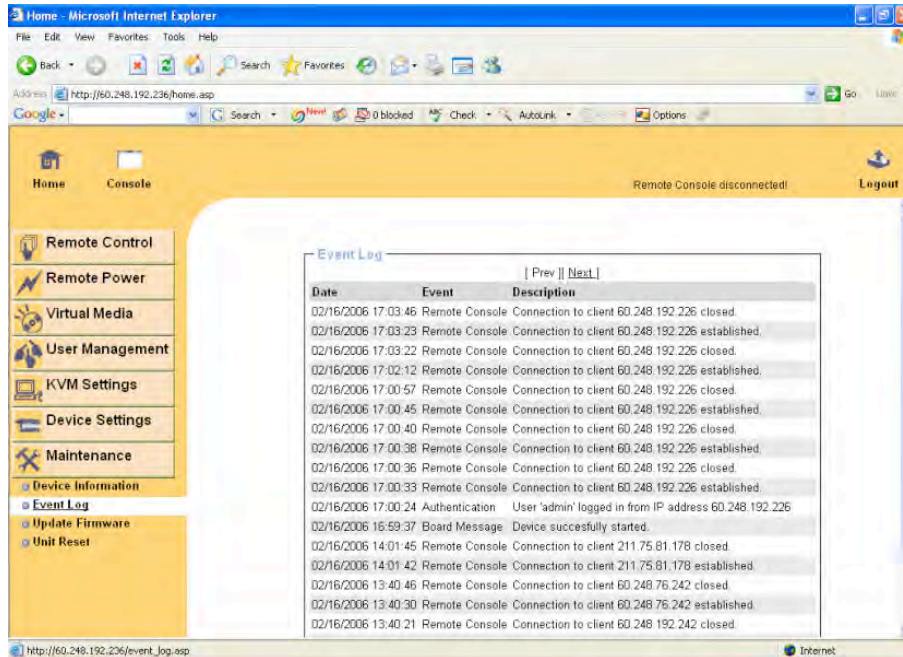 Home - Microsoft Internet Explorer
File Edit View Favorites Tools Help
Back Search Favorites
Address http://60.248.192.236/home.asp Go Links
Google Search New! 0 blocked Check AutoLink Options
Home Console Remote Console disconnected! Logout
Remote Control
Remote Power
Virtual Media
User Management
KVM Settings
Device Settings
Maintenance
Device Information
Event Log
Update Firmware
Unit Reset
Event Log
[ Prev ][ Next ]
Date Event Description
02/16/2006 17:03:46 Remote Console Connection to client 60.248.192.226 closed.
02/16/2006 17:03:23 Remote Console Connection to client 60.248.192.226 established.
02/16/2006 17:03:22 Remote Console Connection to client 60.248.192.226 closed.
02/16/2006 17:02:12 Remote Console Connection to client 60.248.192.226 established.
02/16/2006 17:00:57 Remote Console Connection to client 60.248.192.226 closed.
02/16/2006 17:00:45 Remote Console Connection to client 60.248.192.226 established.
02/16/2006 17:00:40 Remote Console Connection to client 60.248.192.226 closed.
02/16/2006 17:00:38 Remote Console Connection to client 60.248.192.226 established.
02/16/2006 17:00:36 Remote Console Connection to client 60.248.192.226 closed.
02/16/2006 17:00:33 Remote Console Connection to client 60.248.192.226 established.
02/16/2006 17:00:24 Authentication User 'admin' logged in from IP address 60.248.192.226
02/16/2006 16:59:37 Board Message Device succesfully started.
02/16/2006 14:01:45 Remote Console Connection to client 211.75.81.178 closed.
02/16/2006 14:01:42 Remote Console Connection to client 211.75.81.178 established.
02/16/2006 13:40:46 Remote Console Connection to client 60.248.76.242 closed.
02/16/2006 13:40:30 Remote Console Connection to client 60.248.76.242 established.
02/16/2006 13:40:21 Remote Console Connection to client 60.248.192.242 closed.
http://60.248.192.236/event_log.asp Internet